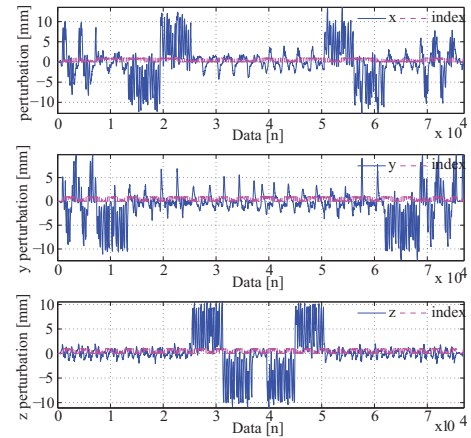 perturbation [mm]
10
5
0
−5
−10
x index
0 1 2 3 4 5 6 7
Data [n]
x 10 4
y perturbation [mm]
5
0
−5
−10
y index
0 1 2 3 4 5 6 7
Data [n]
x 10 4
z perturbation [mm]
10
5
0
−5
−10
z index
0 1 2 3 4 5 6 7
Data [n]
x10 4